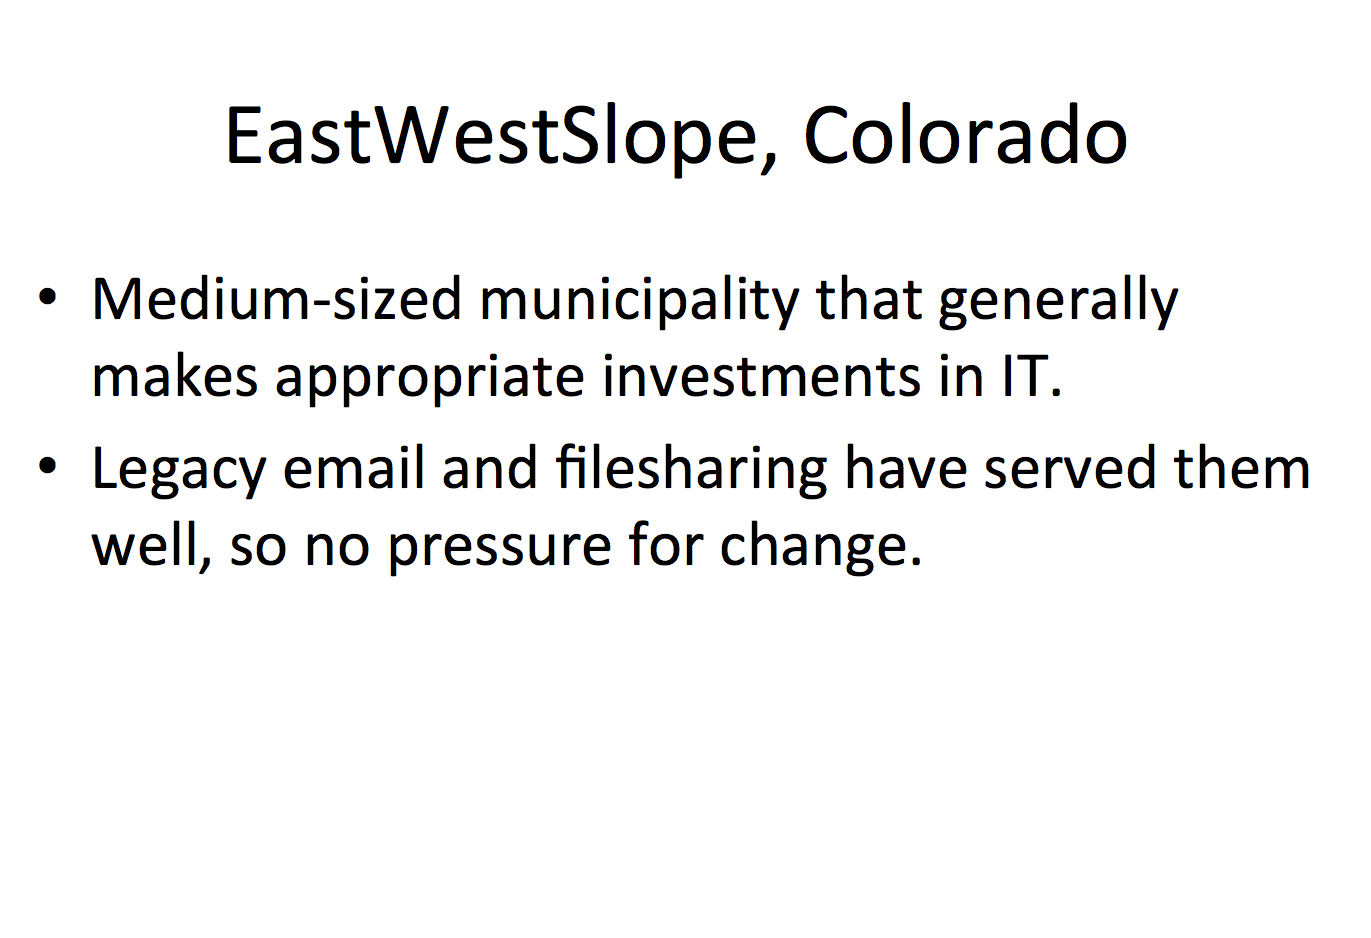 EastWestSlope, Colorado
• Medium-sized municipality that generally
makes appropriate investments in IT.
• Legacy email and filesharing have served them
well, so no pressure for change.